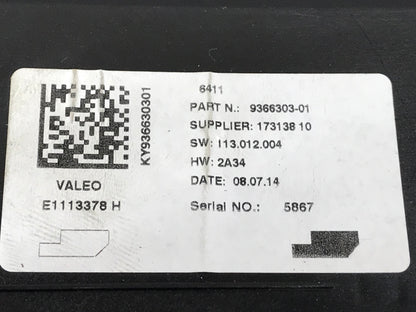 6411
PART N.: 9366303-01
SUPPLIER: 173138 10
SW: I13.012.004
HW: 2A34
DATE: 08.07.14
Serial NO.: 5867
KY936630301
VALEO
E1113378 H